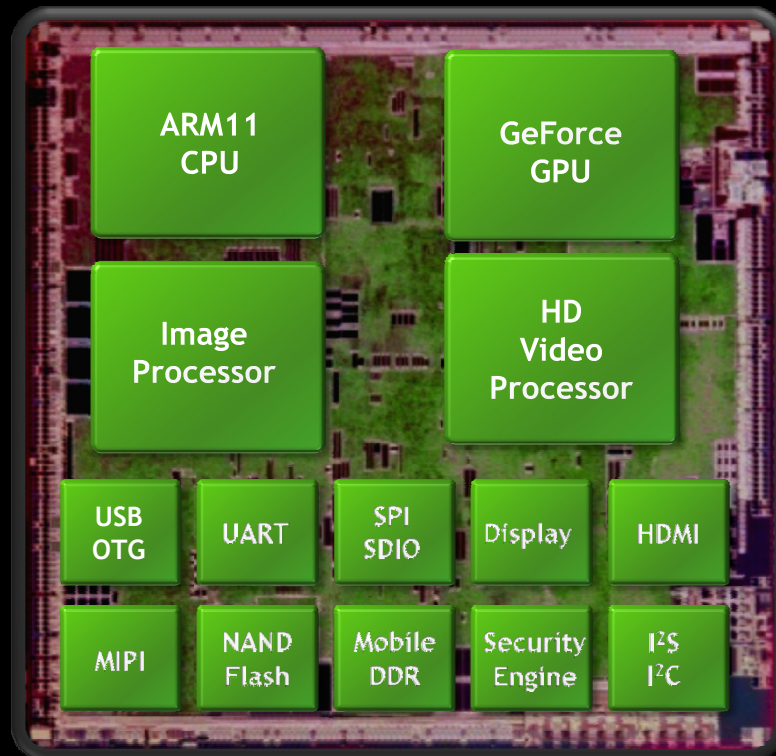 ARM11
CPU
GeForce
GPU
Image
Processor
HD
Video
Processor
USB
OTG
UART
SPI
SDIO
Display
HDMI
MIPI
NAND
Flash
Mobile
DDR
Security
Engine
I²S
I²C